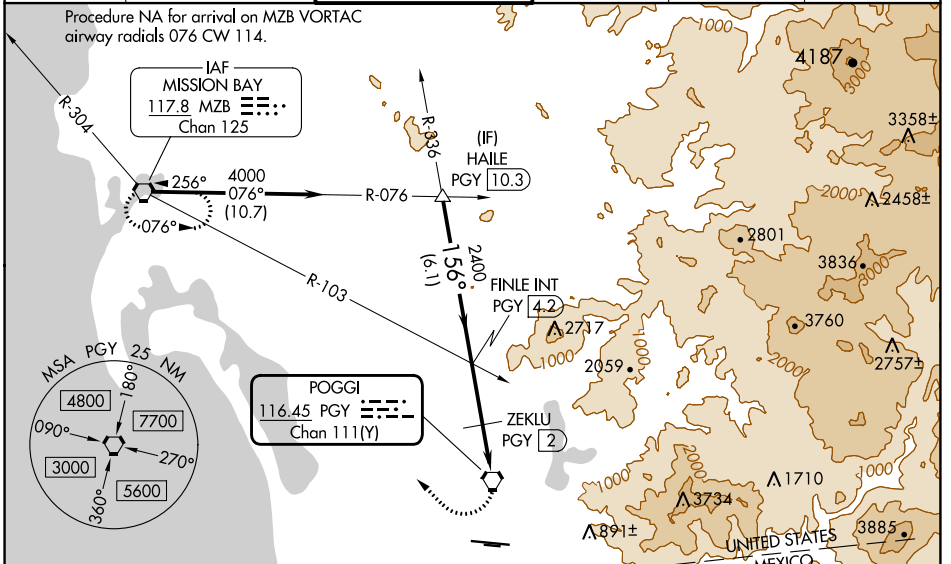 Procedure NA for arrival on MZB VORTAC
airway radials 076 CW 114.
IAF
MISSION BAY
117.8 MZB
Chan 125
R-304
256°
4000
076°
(10.7)
R-076
076°
R-336
(IF)
HAILE
PGY 10.3
2400
156°
(6.1)
R-103
FINLE INT
PGY 4.2
POGGI
116.45 PGY
Chan 111(Y)
ZEKLU
PGY 2
MSA PGY 25 NM
180°
4800
7700
090°
270°
3000
5600
360°
1000
4187
3000
3358±
2000
2458±
2801
1000
3836
3000
2717
1000
3760
2059
1000
2757±
2000
1000
1710
1000
3734
891±
3885
UNITED STATES
MEXICO